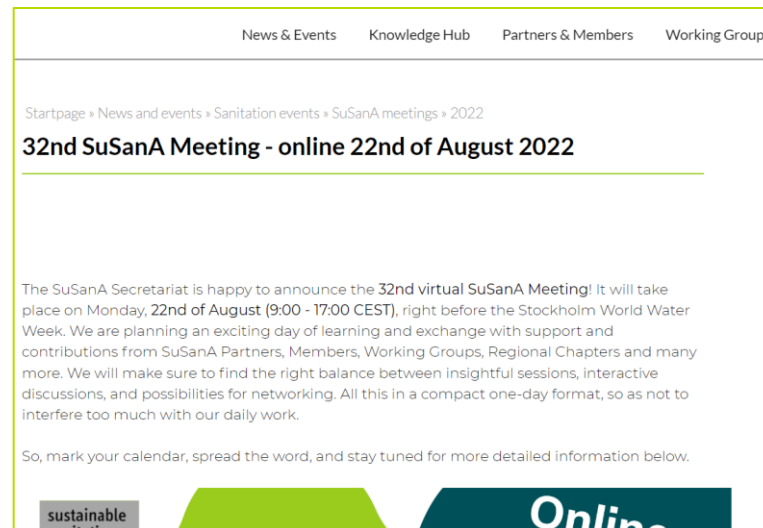 News & Events Knowledge Hub Partners & Members Working Group
Startpage » News and events » Sanitation events » SuSanA meetings » 2022
32nd SuSanA Meeting - online 22nd of August 2022
The SuSanA Secretariat is happy to announce the 32nd virtual SuSanA Meeting! It will take
place on Monday, 22nd of August (9:00 - 17:00 CEST), right before the Stockholm World Water
Week. We are planning an exciting day of learning and exchange with support and
contributions from SuSanA Partners, Members, Working Groups, Regional Chapters and many
more. We will make sure to find the right balance between insightful sessions, interactive
discussions, and possibilities for networking. All this in a compact one-day format, so as not to
interfere too much with our daily work.
So, mark your calendar, spread the word, and stay tuned for more detailed information below.
sustainable
Online